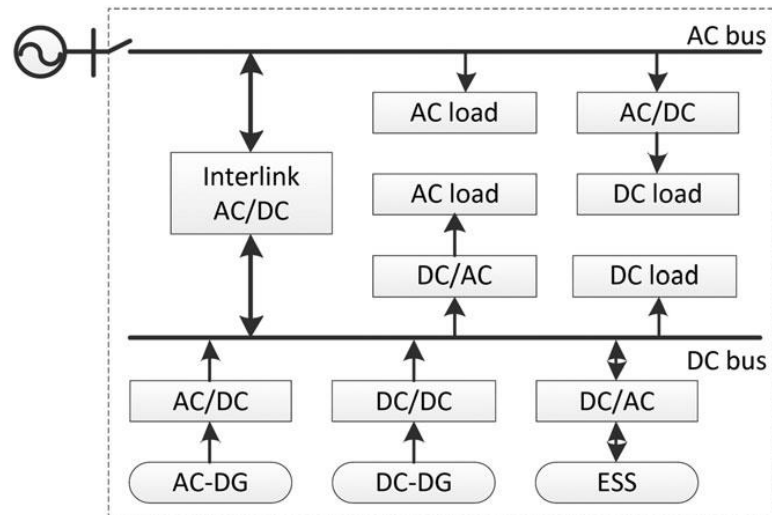 AC bus
AC load
AC/DC
Interlink
AC/DC
AC load
DC load
DC/AC
DC load
DC bus
AC/DC
DC/DC
DC/AC
AC-DG
DC-DG
ESS